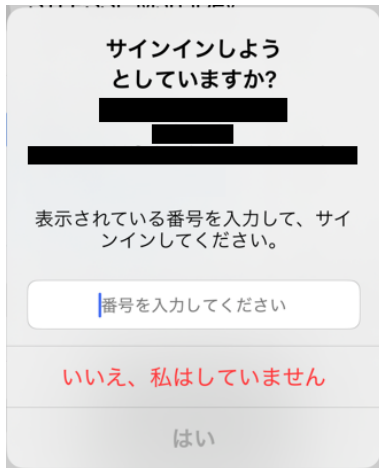 サインインしよう
としていますか?
表示されている番号を入力して、サイ
ンインしてください。
番号を入力してください
いいえ、私はしていません
はい